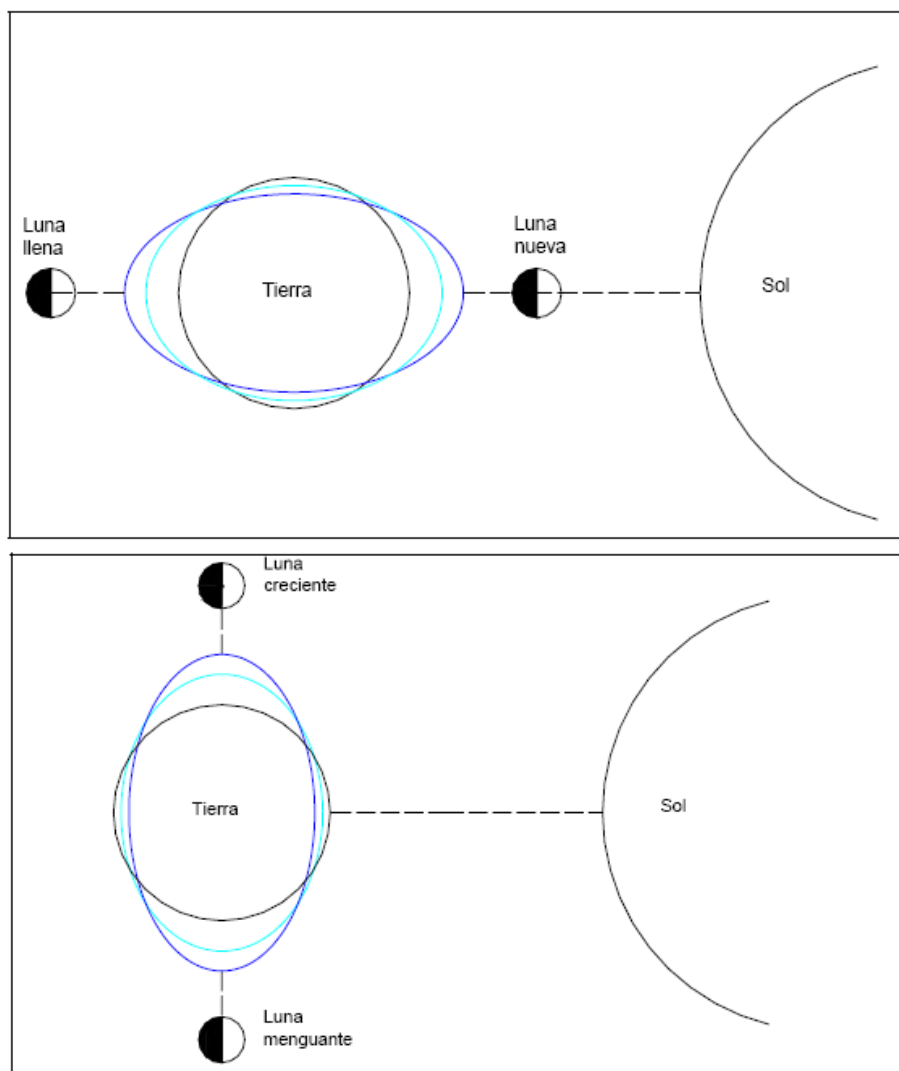 Luna
llena
Tierra
Luna
nueva
Sol
Luna
creciente
Tierra
Sol
Luna
menguante